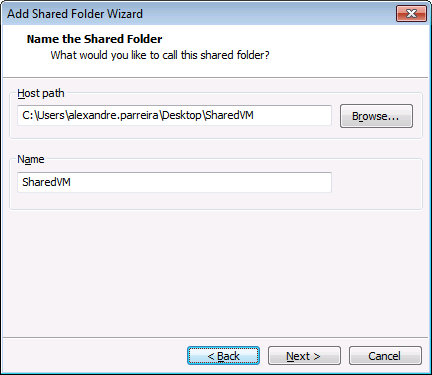 Add Shared Folder Wizard
Name the Shared Folder
What would you like to call this shared folder?
Host path
C:\Users\alexandre.parreira\Desktop\SharedVM
Browse...
Name
SharedVM
< Back
Next >
Cancel